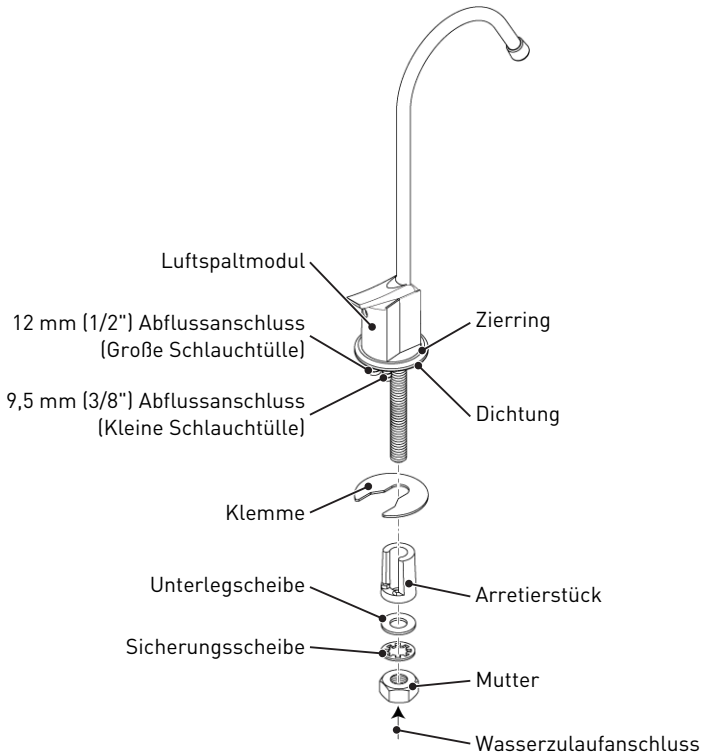 Luftspaltmodul
12 mm (1/2") Abflussanschluss
(Große Schlauchtülle)
Zierring
9,5 mm (3/8") Abflussanschluss
(Kleine Schlauchtülle)
Dichtung
Klemme
Unterlegscheibe
Arretierstück
Sicherungsscheibe
Mutter
Wasserzulaufanschluss